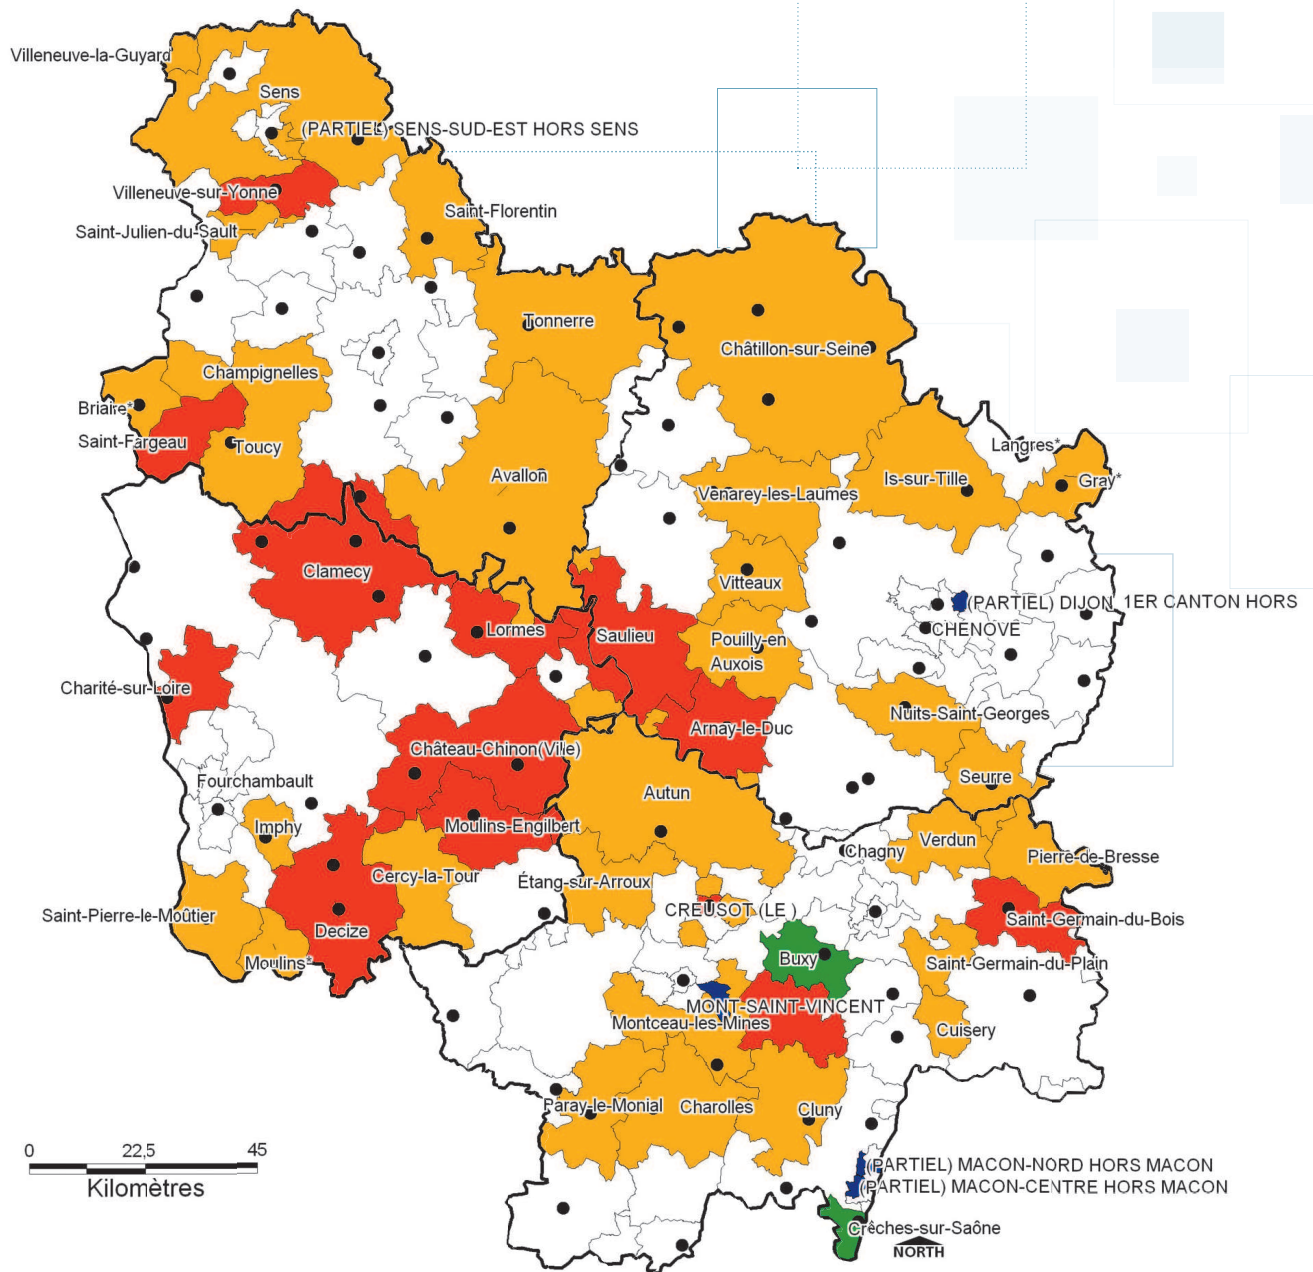 Villeneuve-la-Guyard
Sens
(PARTIEL) SENS-SUD-EST HORS SENS
Villeneuve-sur-Yonne
Saint-Florentin
Saint-Julien-du-Sault
Tonnerre
Châtillon-sur-Seine
Champignelles
Briaire*
Saint-Fargeau
Toucy
Langres*
Avallon
Is-sur-Tille
Gray*
Vénarey-les-Laumes
Clamecy
Vitteaux
(PARTIEL) DIJON 1ER CANTON HORS
CHENOVE
Lormes
Saulieu
Pouilly-en
Auxois
Charité-sur-Loire
Nuits-Saint-Georges
Arnay-le-Duc
Château-Chinon(Ville)
Fourchambault
Seurre
Autun
Imphy
Moulins-Engilbert
Verdun
Chagny
Pierre-de-Bresse
Cercy-la-Tour
Étang-sur-Arroux
CREUSOT (LE )
Saint-Pierre-le-Moûtier
Saint-Germain-du-Bois
Decize
Buxy
Moulins*
Saint-Germain-du-Plain
MONT-SAINT-VINCENT
Montceau-les-Mines
Cuisery
Paray-le-Monial
Charolles
Cluny
0 22,5 45
Kilomètres
(PARTIEL) MACON-NORD HORS MACON
(PARTIEL) MACON-CENTRE HORS MACON
Crêches-sur-Saône
NORTH